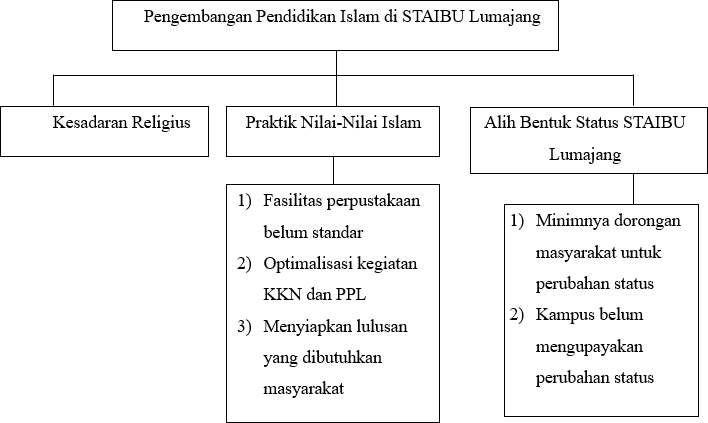 Pengembangan Pendidikan Islam di STAIBU Lumajang
Kesadaran Religius
Praktik Nilai-Nilai Islam
Alih Bentuk Status STAIBU
Lumajang
1) Fasilitas perpustakaan
belum standar
2) Optimalisasi kegiatan
KKN dan PPL
3) Menyiapkan lulusan
yang dibutuhkan
masyarakat
1) Minimnya dorongan
masyarakat untuk
perubahan status
2) Kampus belum
mengupayakan
perubahan status